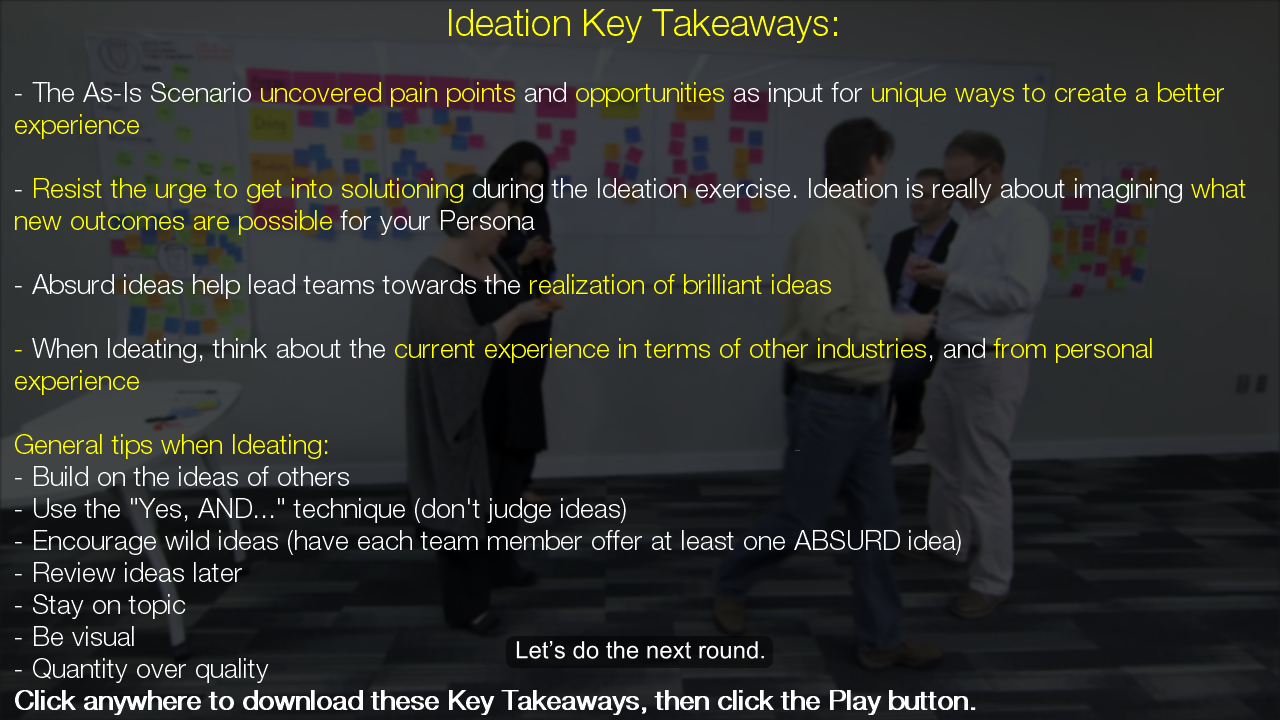 Ideation Key Takeaways:
- The As-Is Scenario uncovered pain points and opportunities as input for unique ways to create a better
experience
- Resist the urge to get into solutioning during the Ideation exercise. Ideation is really about imagining what
new outcomes are possible for your Persona
- Absurd ideas help lead teams towards the realization of brilliant ideas
- When Ideating, think about the current experience in terms of other industries, and from personal
experience
General tips when Ideating:
- Build on the ideas of others
- Use the "Yes, AND..." technique (don't judge ideas)
- Encourage wild ideas (have each team member offer at least one ABSURD idea)
- Review ideas later
- Stay on topic
- Be visual
- Quantity over quality
Let’s do the next round.
Click anywhere to download these Key Takeaways, then click the Play button.